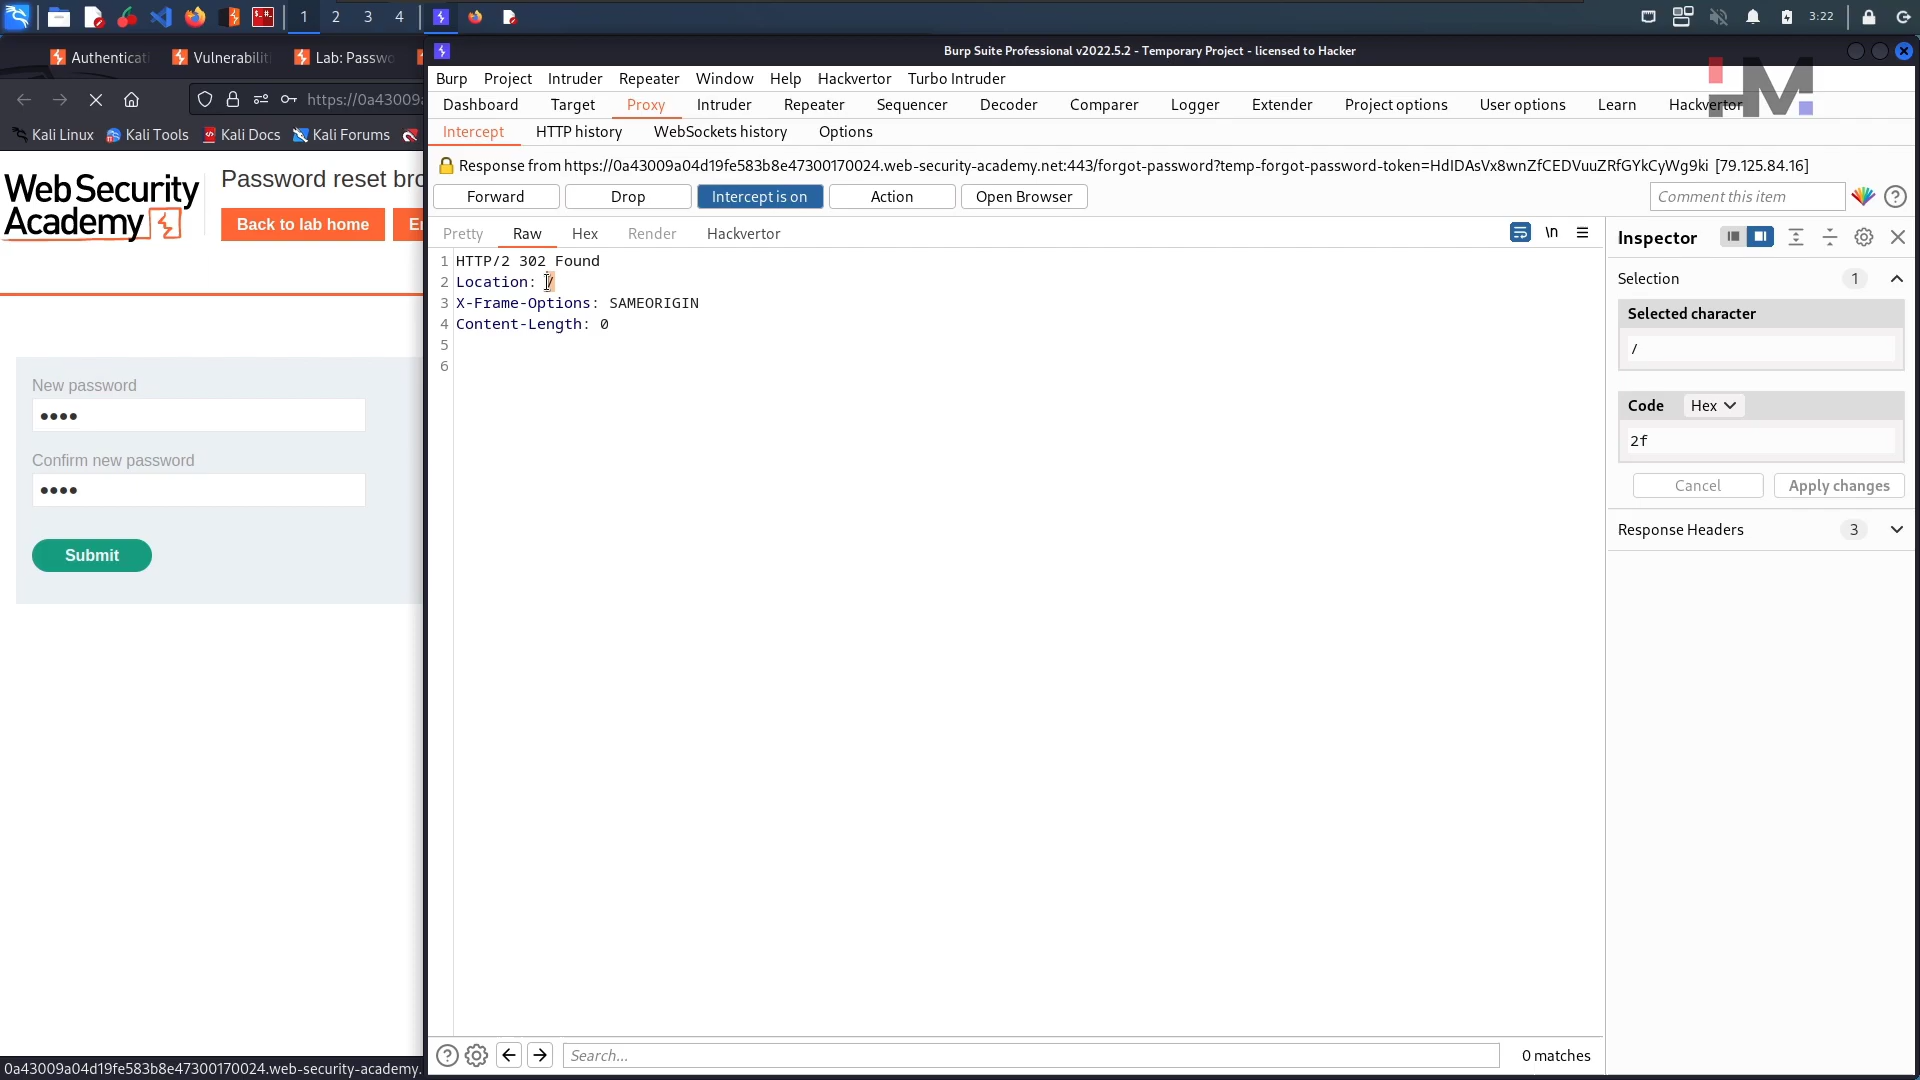 1 2 3 4
3:22
Authenticati
Vulnerabilit
Lab: Passwo
Burp Suite Professional v2022.5.2 - Temporary Project - licensed to Hacker
https://0a43009a
Burp Project Intruder Repeater Window Help Hackvertor Turbo Intruder
Dashboard Target Proxy Intruder Repeater Sequencer Decoder Comparer Logger Extender Project options User options Learn Hackvertor
HM
Kali Linux Kali Tools Kali Docs Kali Forums
Intercept HTTP history WebSockets history Options
Response from https://0a43009a04d19fe583b8e47300170024.web-security-academy.net:443/forgot-password?temp-forgot-password-token=HdIDAsVx8wnZfCEDVuuZRfGYkCyWg9ki [79.125.84.16]
Forward Drop Intercept is on Action Open Browser
Comment this item
Pretty Raw Hex Render Hackvertor
\n
1 HTTP/2 302 Found
2 Location: /
3 X-Frame-Options: SAMEORIGIN
4 Content-Length: 0
5
6
Inspector
Selection 1
Selected character
/
Code Hex
2f
Cancel Apply changes
Response Headers 3
Search...
0 matches
Web Security
Academy
Password reset bro
Back to lab home
E
New password
••••
Confirm new password
••••
Submit
0a43009a04d19fe583b8e47300170024.web-security-academy.